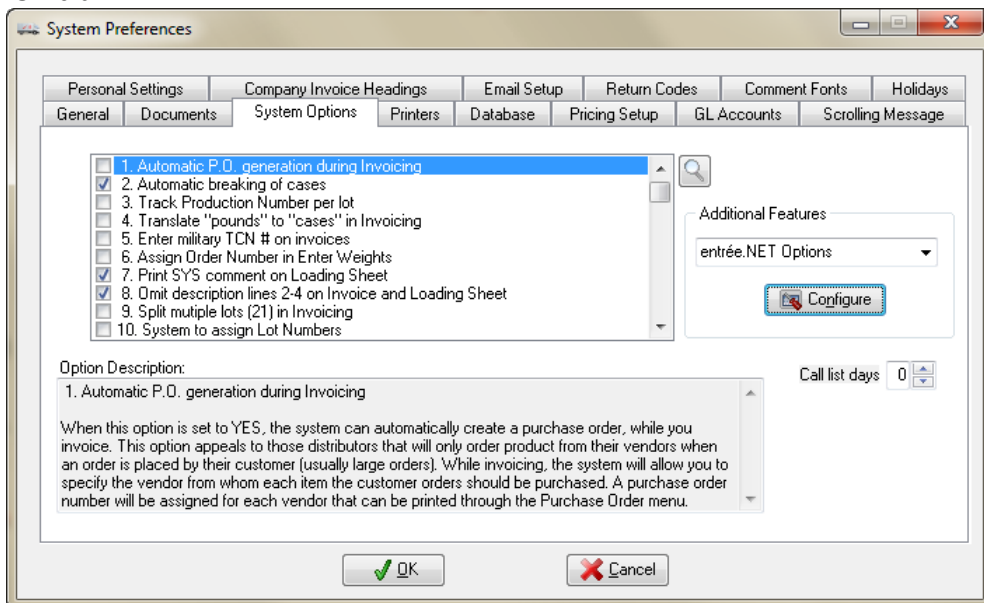 System Preferences
Personal Settings Company Invoice Headings Email Setup Return Codes Comment Fonts Holidays
General Documents System Options Printers Database Pricing Setup GL Accounts Scrolling Message
1. Automatic P.O. generation during Invoicing
2. Automatic breaking of cases
3. Track Production Number per lot
4. Translate "pounds" to "cases" in Invoicing
5. Enter military TCN # on invoices
6. Assign Order Number in Enter Weights
7. Print SYS comment on Loading Sheet
8. Omit description lines 2-4 on Invoice and Loading Sheet
9. Split mutiple lots (21) in Invoicing
10. System to assign Lot Numbers
Additional Features
entrée.NET Options
Configure
Call list days 0
Option Description:
1. Automatic P.O. generation during Invoicing
When this option is set to YES, the system can automatically create a purchase order, while you
invoice. This option appeals to those distributors that will only order product from their vendors when
an order is placed by their customer (usually large orders). While invoicing, the system will allow you to
specify the vendor from whom each item the customer orders should be purchased. A purchase order
number will be assigned for each vendor that can be printed through the Purchase Order menu.
OK Cancel